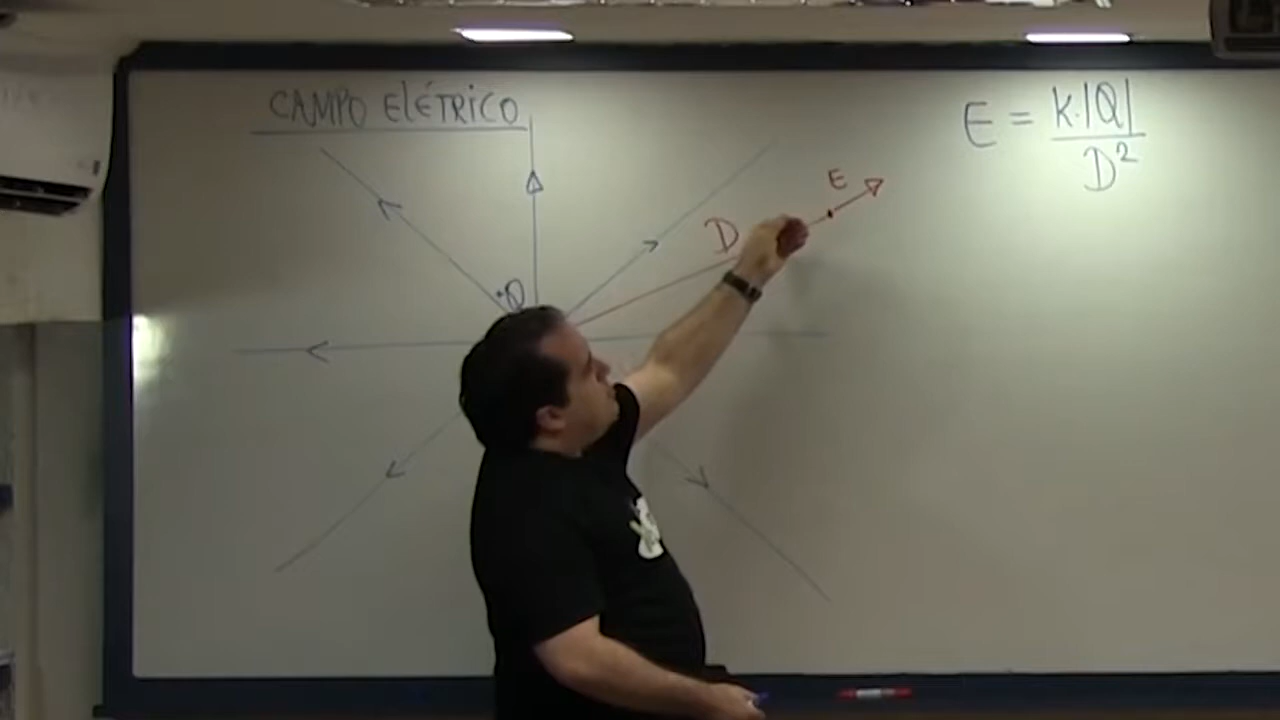 CAMPO ELÉTRICO
E = K.|Q| / D²
E
D
Q